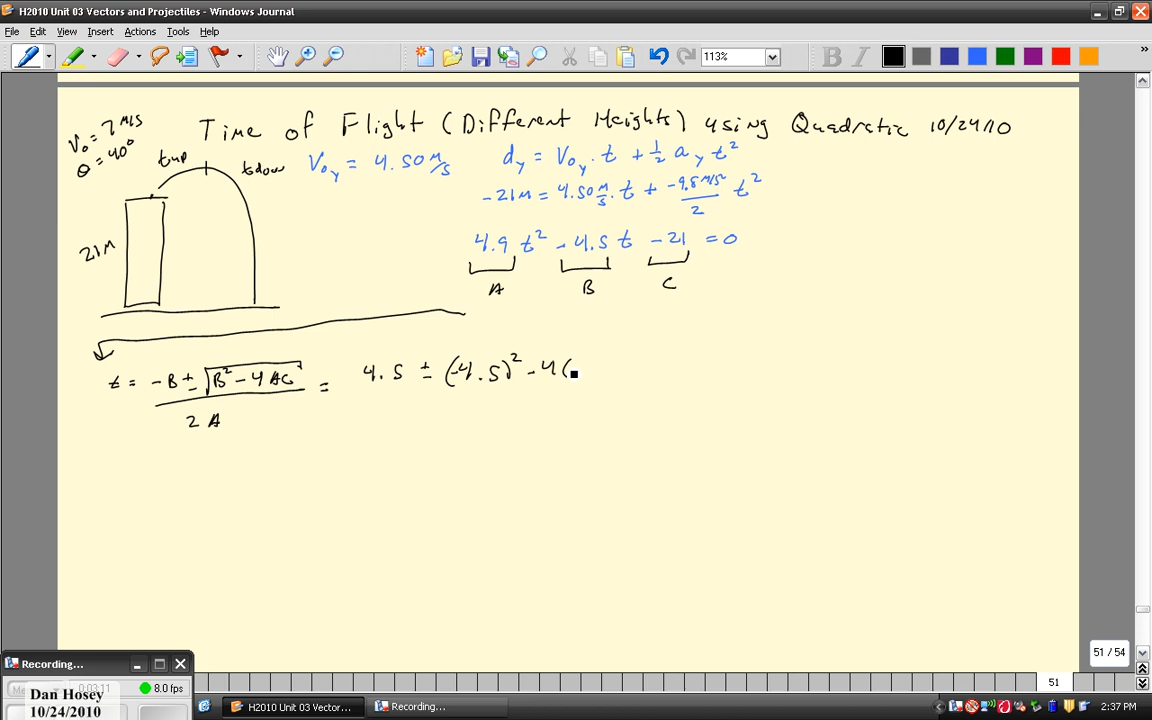 H2010 Unit 03 Vectors and Projectiles - Windows Journal
File Edit View Insert Actions Tools Help
113%
B I
V₀ = 7 M/S
θ = 40°
Time of Flight (Different Heights) using Quadratic 10/24/10
tup
tdown
V₀y = 4.50 M/s
dy = V₀y · t + 1/2 ay t²
-21M = 4.50 M/s · t + -9.8 M/s²/2 t²
21M
4.9 t² - 4.5 t - 21 = 0
A B C
t = -B ± √B² - 4AC / 2A = 4.5 ± (-4.5)² - 4(
51 / 54
51
Recording...
Dan Hosey
10/24/2010
03:11
8.0 fps
H2010 Unit 03 Vector...
Recording...
2:37 PM